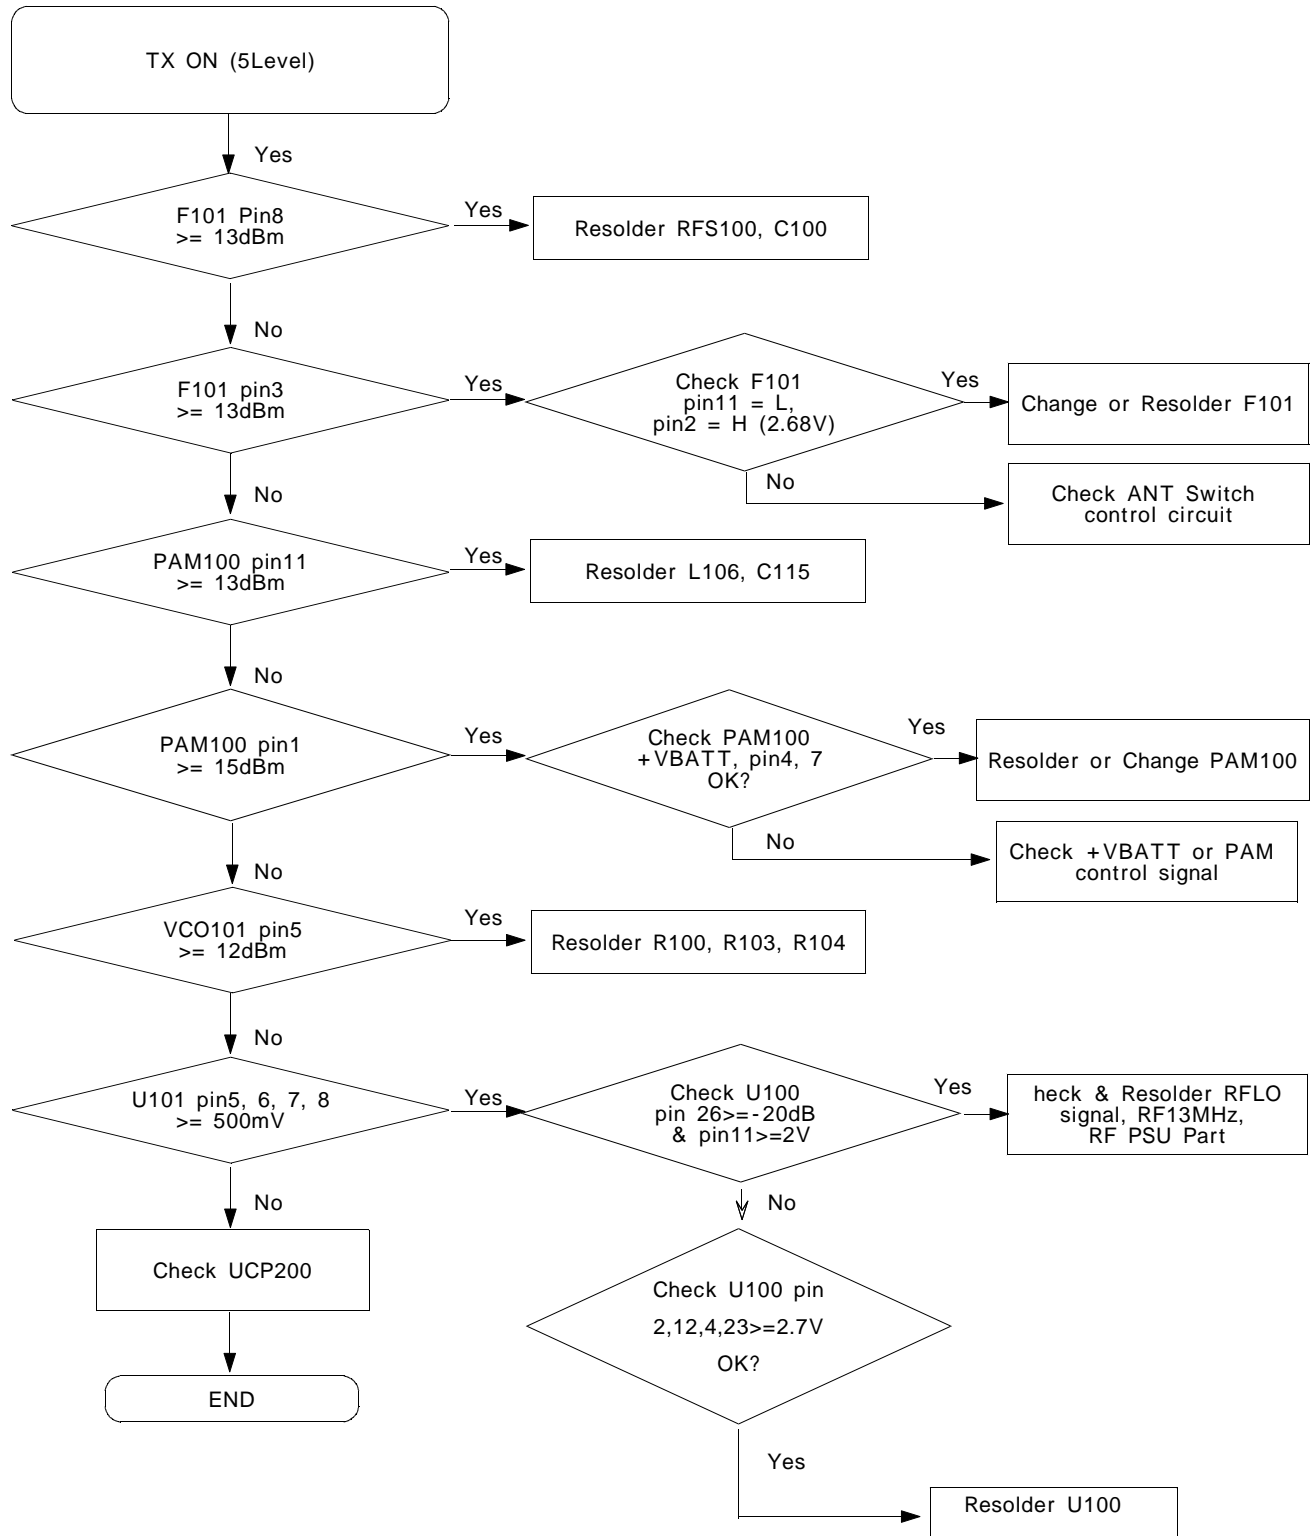 TX ON (5Level)
Yes
F101 Pin8
>= 13dBm
Yes
Resolder RFS100, C100
No
F101 pin3
>= 13dBm
Yes
Check F101
pin11 = L,
pin2 = H (2.68V)
Yes
Change or Resolder F101
No
Check ANT Switch
control circuit
No
PAM100 pin11
>= 13dBm
Yes
Resolder L106, C115
No
PAM100 pin1
>= 15dBm
Yes
Check PAM100
+VBATT, pin4, 7
OK?
Yes
Resolder or Change PAM100
No
Check +VBATT or PAM
control signal
No
VCO101 pin5
>= 12dBm
Yes
Resolder R100, R103, R104
No
U101 pin5, 6, 7, 8
>= 500mV
Yes
Check U100
pin 26>=-20dB
& pin11>=2V
Yes
heck & Resolder RFLO
signal, RF13MHz,
RF PSU Part
No
No
Check UCP200
Check U100 pin
2,12,4,23>=2.7V
OK?
END
Yes
Resolder U100